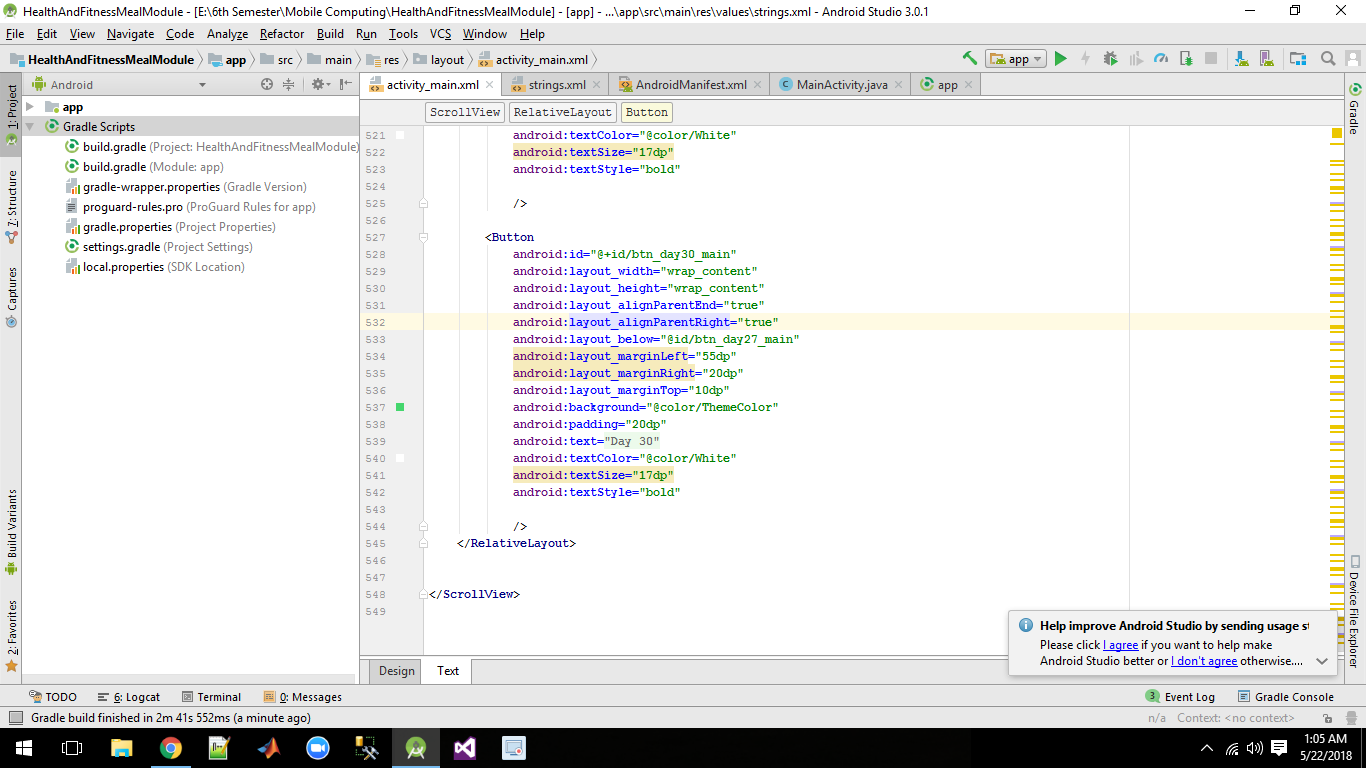 HealthAndFitnessMealModule - [E:\6th Semester\Mobile Computing\HealthAndFitnessMealModule] - [app] - ...\app\src\main\res\values\strings.xml - Android Studio 3.0.1
File Edit View Navigate Code Analyze Refactor Build Run Tools VCS Window Help
HealthAndFitnessMealModule app src main res layout activity_main.xml app
1: Project
7: Structure
Captures
Build Variants
2: Favorites
Android
app
Gradle Scripts
build.gradle (Project: HealthAndFitnessMealModule)
build.gradle (Module: app)
gradle-wrapper.properties (Gradle Version)
proguard-rules.pro (ProGuard Rules for app)
gradle.properties (Project Properties)
settings.gradle (Project Settings)
local.properties (SDK Location)
activity_main.xml strings.xml AndroidManifest.xml MainActivity.java app
ScrollView RelativeLayout Button
521 android:textColor="@color/White"
522 android:textSize="17dp"
523 android:textStyle="bold"
524
525 />
526
527 <Button
528 android:id="@+id/btn_day30_main"
529 android:layout_width="wrap_content"
530 android:layout_height="wrap_content"
531 android:layout_alignParentEnd="true"
532 android:layout_alignParentRight="true"
533 android:layout_below="@id/btn_day27_main"
534 android:layout_marginLeft="55dp"
535 android:layout_marginRight="20dp"
536 android:layout_marginTop="10dp"
537 android:background="@color/ThemeColor"
538 android:padding="20dp"
539 android:text="Day 30"
540 android:textColor="@color/White"
541 android:textSize="17dp"
542 android:textStyle="bold"
543
544 />
545 </RelativeLayout>
546
547
548 </ScrollView>
549
Gradle
Device File Explorer
Help improve Android Studio by sending usage st
Please click I agree if you want to help make
Android Studio better or I don't agree otherwise....
Design Text
TODO 6: Logcat Terminal 0: Messages 3 Event Log Gradle Console
Gradle build finished in 2m 41s 552ms (a minute ago) n/a Context: <no context>
1:05 AM
5/22/2018